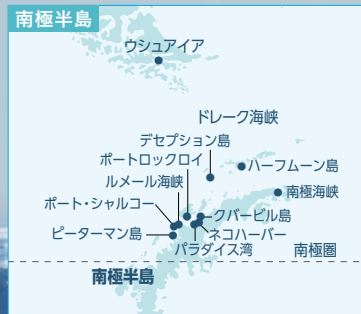 南極半島
ウシュアイア
ドレーク海峡
デセプション島
ポートロックロイ
ハーフムーン島
ルメール海峡
南極海峡
ポート・シャルコー
クバービル島
ピーターマン島
ネコハーバー
パラダイス湾
南極圏
南極半島